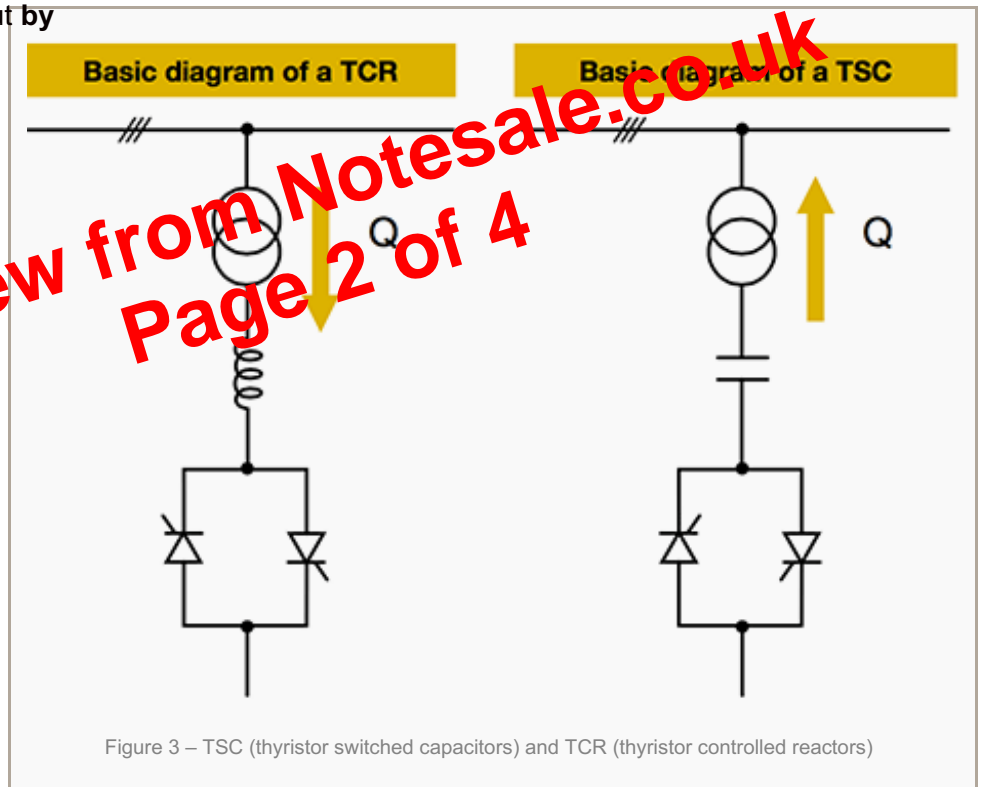 by
Basic diagram of a TCR
Basic diagram of a TSC
from Notesale.co.uk
Page 2 of 4
Q
Q
Figure 3 – TSC (thyristor switched capacitors) and TCR (thyristor controlled reactors)